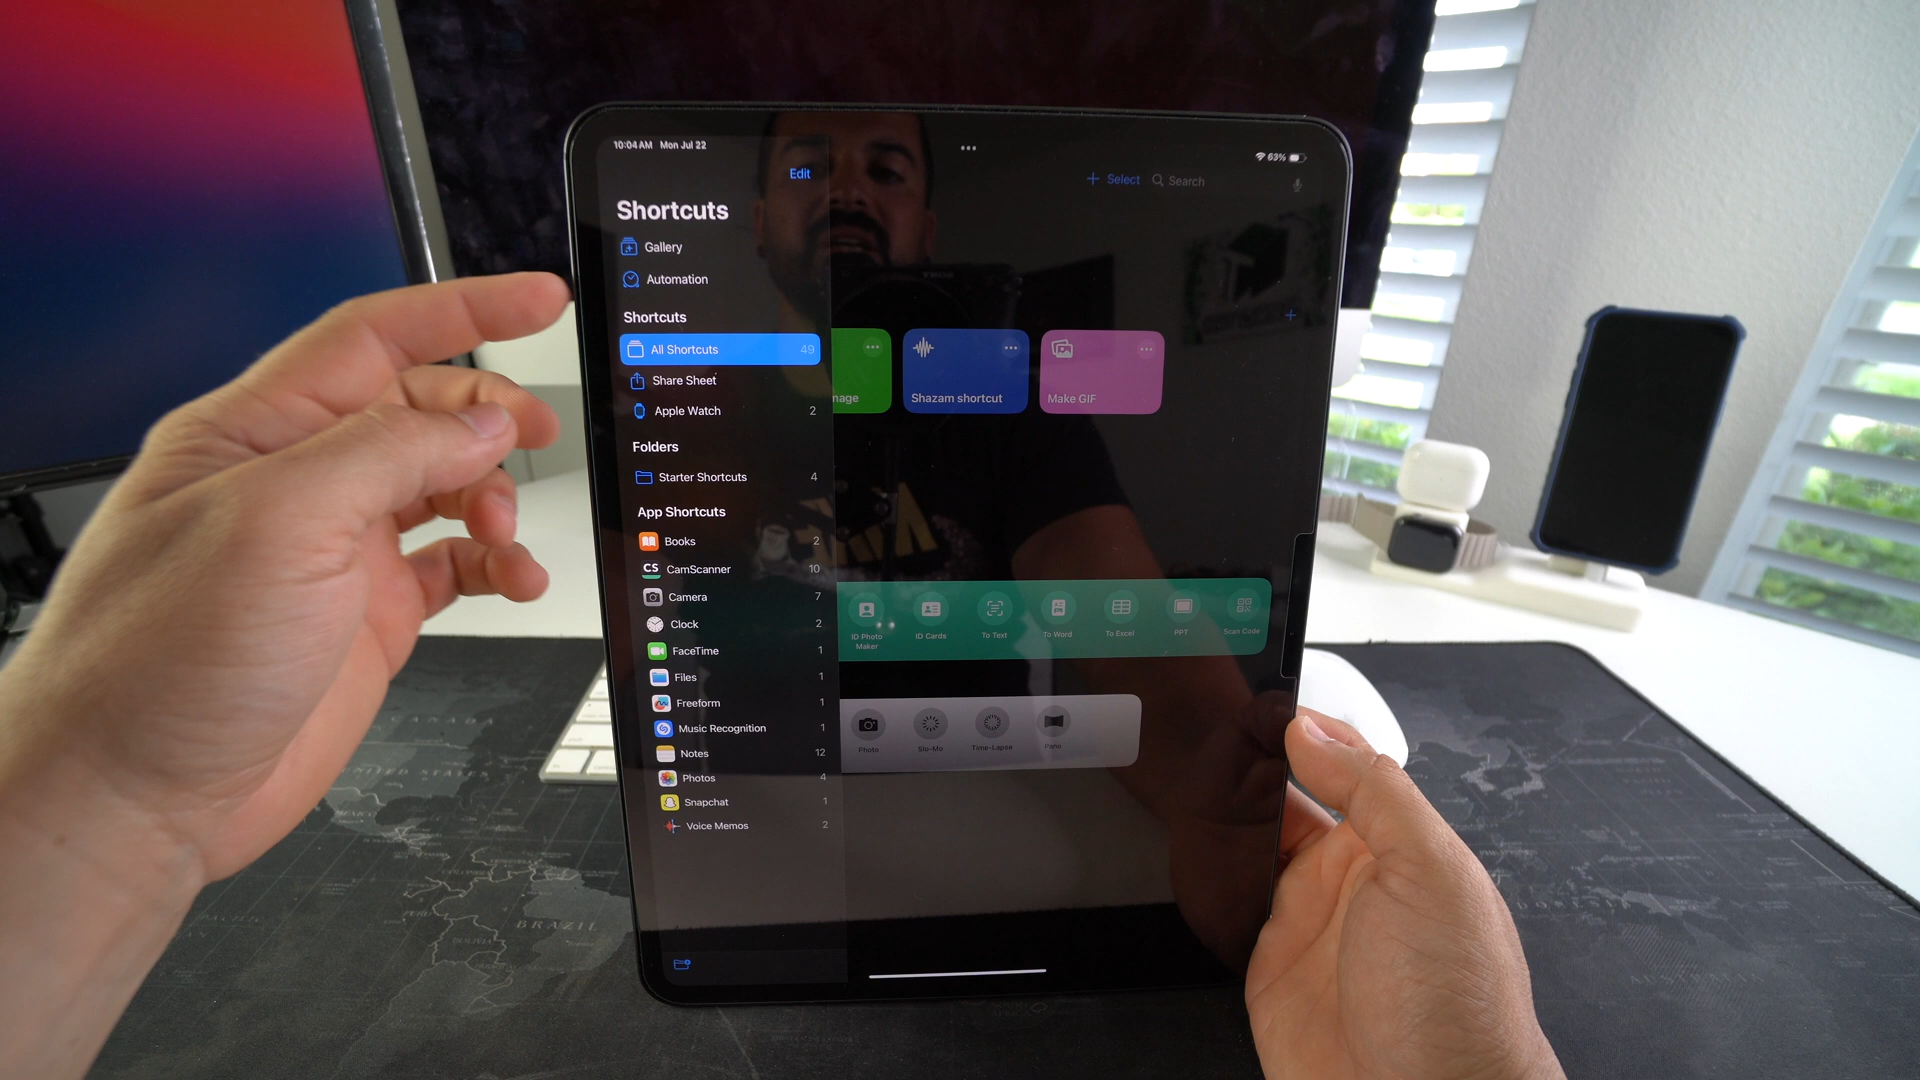 10:04 AM Mon Jul 22
63%
Edit
Select
Search
Shortcuts
Gallery
Automation
Shortcuts
All Shortcuts 49
Share Sheet
Apple Watch 2
Folders
Starter Shortcuts 4
App Shortcuts
Books 2
CS CamScanner 10
Camera 7
Clock 2
FaceTime 1
Files 1
Freeform 1
Music Recognition 1
Notes 12
Photos 4
Snapchat 1
Voice Memos 2
mage
Shazam shortcut
Make GIF
ID Photo
Maker
ID Cards
To Text
To Word
To Excel
PPT
Scan Code
Photo
Slo-Mo
Time-Lapse
Pano
BRAZIL